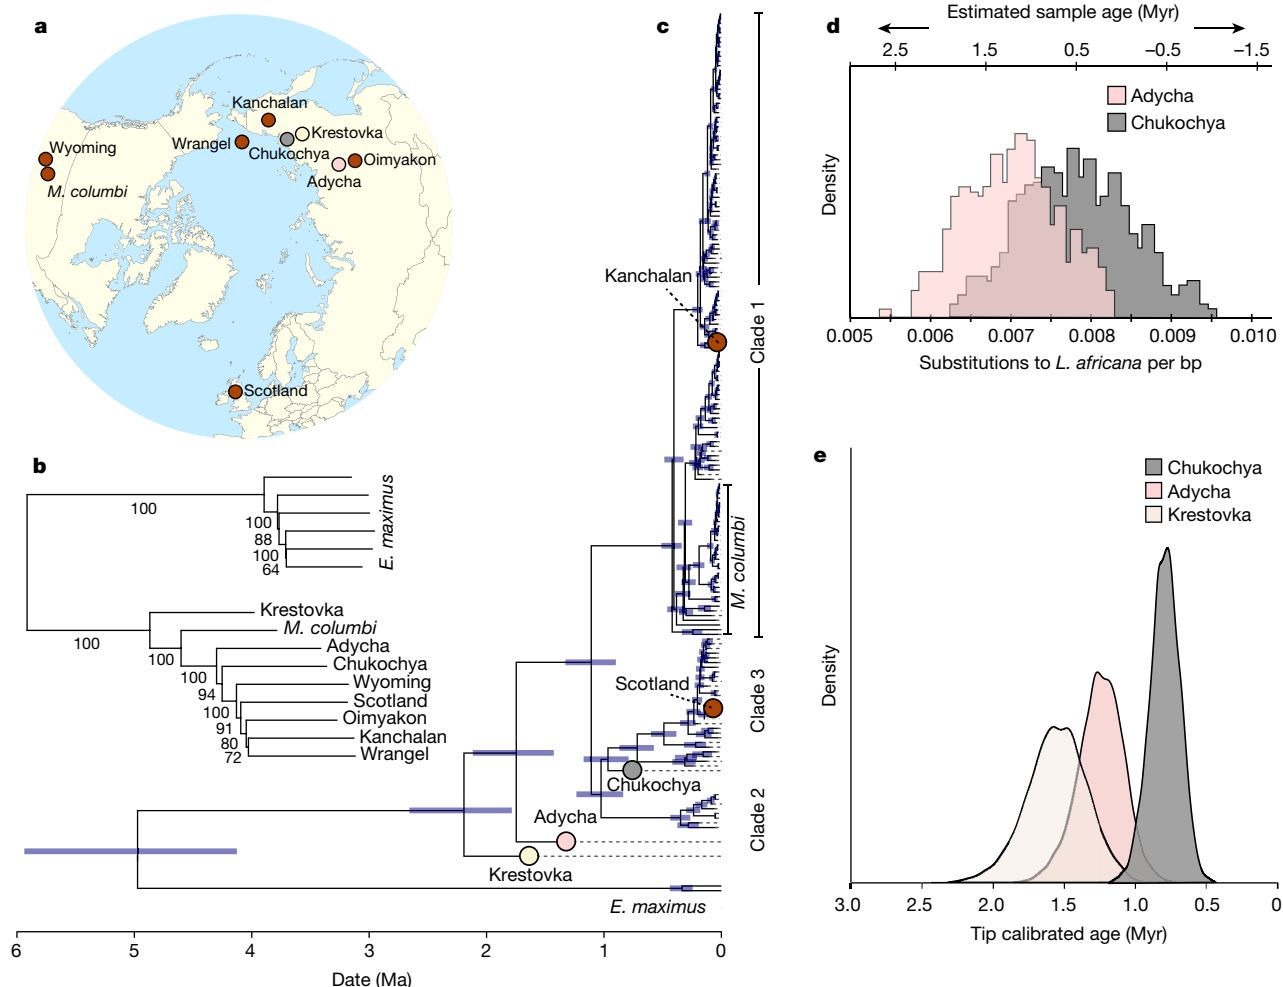 a
Kanchalan
Krestovka
Wrangel
Chukochya
Oimyakon
Adycha
Wyoming
M. columbi
Scotland
b
100
100
88
100
64
E. maximus
Krestovka
M. columbi
Adycha
Chukochya
Wyoming
Scotland
Oimyakon
Kanchalan
Wrangel
100
100
100
94
100
91
80
72
c
Kanchalan
Clade 1
M. columbi
Scotland
Clade 3
Chukochya
Clade 2
Adycha
Krestovka
E. maximus
6 5 4 3 2 1 0
Date (Ma)
d
Estimated sample age (Myr)
2.5 1.5 0.5 –0.5 –1.5
Adycha
Chukochya
Density
0.005 0.006 0.007 0.008 0.009 0.010
Substitutions to L. africana per bp
e
Chukochya
Adycha
Krestovka
Density
3.0 2.5 2.0 1.5 1.0 0.5 0
Tip calibrated age (Myr)